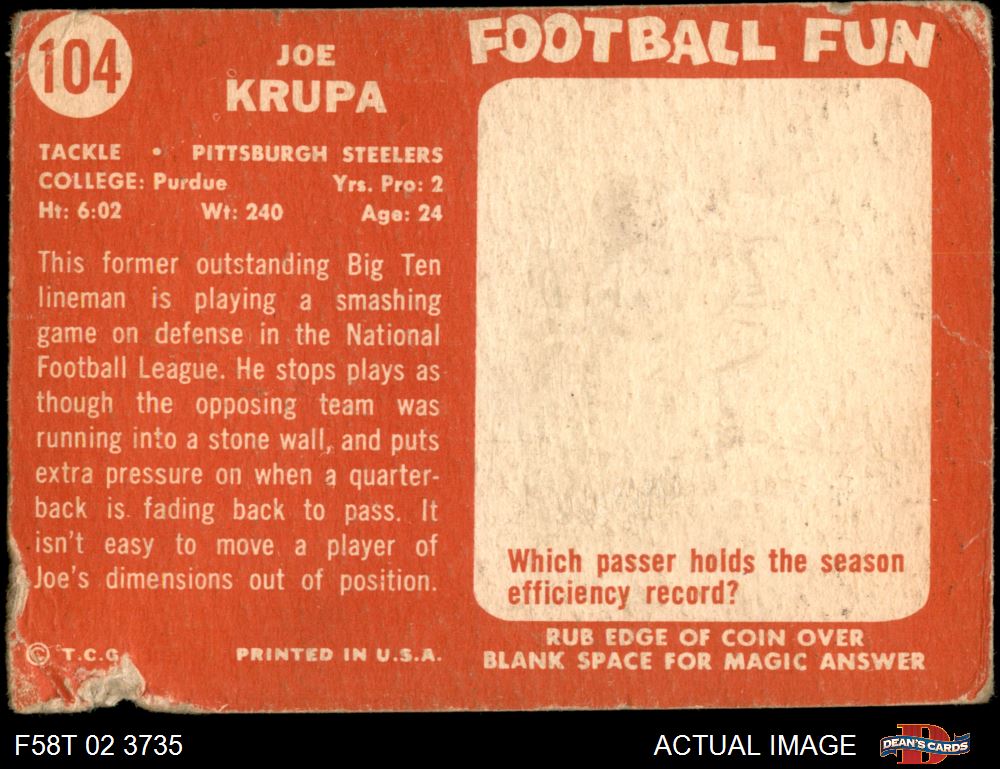 104
JOE
KRUPA
TACKLE • PITTSBURGH STEELERS
COLLEGE: Purdue Yrs. Pro: 2
Ht: 6:02 Wt: 240 Age: 24
This former outstanding Big Ten
lineman is playing a smashing
game on defense in the National
Football League. He stops plays as
though the opposing team was
running into a stone wall, and puts
extra pressure on when a quarter-
back is fading back to pass. It
isn't easy to move a player of
Joe's dimensions out of position.
© T.C.G. PRINTED IN U.S.A.
FOOTBALL FUN
Which passer holds the season
efficiency record?
RUB EDGE OF COIN OVER
BLANK SPACE FOR MAGIC ANSWER
F58T 02 3735 ACTUAL IMAGE
D
DEAN'S CARDS